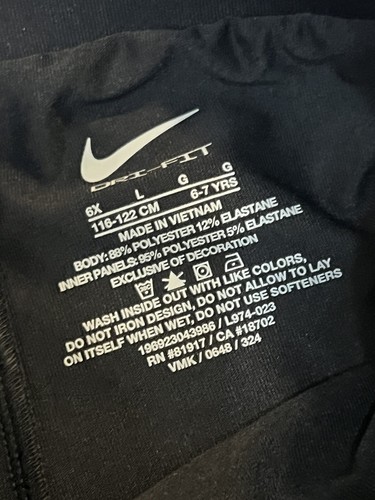 DRI-FIT
6X L G G
116-122 CM 6-7 YRS
MADE IN VIETNAM
BODY: 88% POLYESTER 12% ELASTANE
INNER PANELS: 95% POLYESTER 5% ELASTANE
EXCLUSIVE OF DECORATION
WASH INSIDE OUT WITH LIKE COLORS,
DO NOT IRON DESIGN, DO NOT ALLOW TO LAY
ON ITSELF WHEN WET, DO NOT USE SOFTENERS
196923043986 / L974-023
RN #81917 / CA #18702
VMK / 0648 / 324